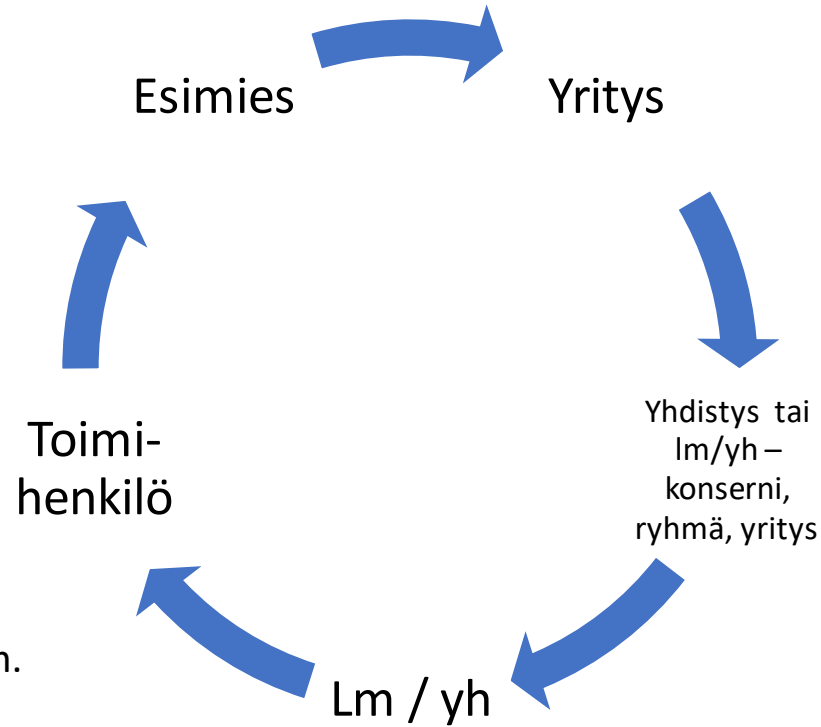 Esimies
Yritys
Yhdistys tai
lm/yh –
konserni,
ryhmä, yritys
Lm / yh
Toimi-
henkilö